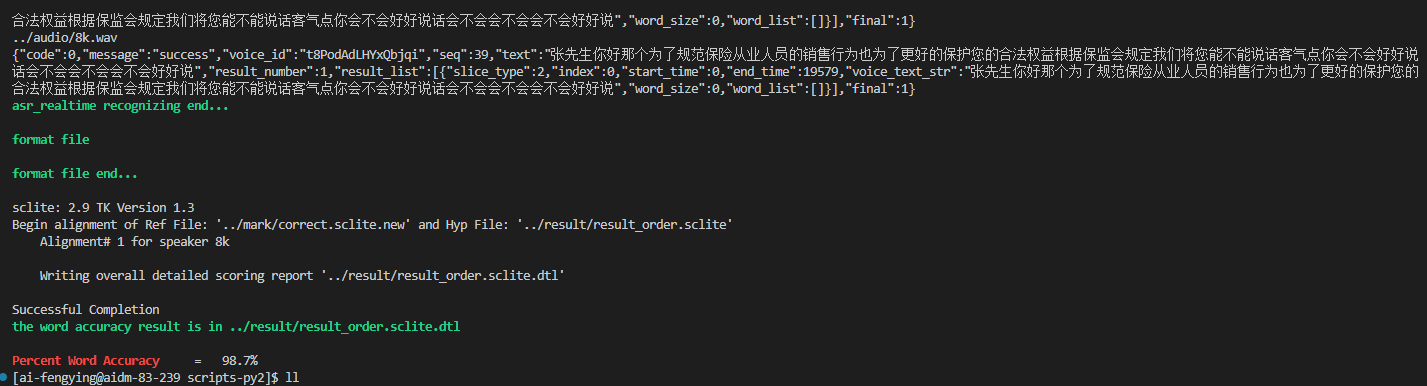 合法权益根据保监会规定我们将您能不能说话客气点你会不会好好说话会不会不会会不会不会好好说","word_size":0,"word_list":[]}],"final":1}
../audio/8k.wav
{"code":0,"message":"success","voice_id":"t8PodAdLHYxQbjqi","seq":39,"text":"张先生你好那个为了规范保险从业人员的销售行为也为了更好的保护您的合法权益根据保监会规定我们将您能不能说话客气点你会不会好好说
话会不会不会会不会不会好好说","result_number":1,"result_list":[{"slice_type":2,"index":0,"start_time":0,"end_time":19579,"voice_text_str":"张先生你好那个为了规范保险从业人员的销售行为也为了更好的保护您的
合法权益根据保监会规定我们将您能不能说话客气点你会不会好好说话会不会不会会不会不会好好说","word_size":0,"word_list":[]}],"final":1}
asr_realtime recognizing end...
format file
format file end...
sclite: 2.9 TK Version 1.3
Begin alignment of Ref File: '../mark/correct.sclite.new' and Hyp File: '../result/result_order.sclite'
Alignment# 1 for speaker 8k
Writing overall detailed scoring report '../result/result_order.sclite.dtl'
Successful Completion
the word accuracy result is in ../result/result_order.sclite.dtl
Percent Word Accuracy = 98.7%
[ai-fengying@aidm-83-239 scripts-py2]$ ll